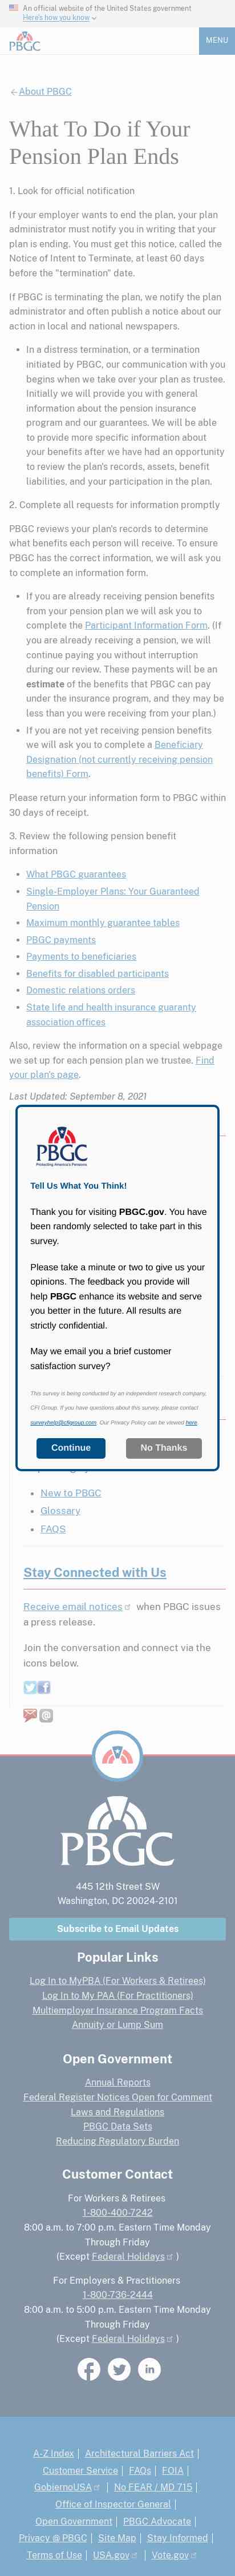 An official website of the United States government
Here's how you know
PBGC
MENU
About PBGC
What To Do if Your
Pension Plan Ends
1. Look for official notification
If your employer wants to end the plan, your plan
administrator must notify you in writing that your
plan is ending. You must get this notice, called the
Notice of Intent to Terminate, at least 60 days
before the "termination" date.
If PBGC is terminating the plan, we notify the plan
administrator and often publish a notice about our
action in local and national newspapers.
• In a distress termination, or a termination
initiated by PBGC, our communication with you
begins when we take over your plan as trustee.
Initially we will provide you with general
information about the pension insurance
program and our guarantees. We will be able to
provide you with more specific information about
your benefits after we have had an opportunity
to review the plan's records, assets, benefit
liabilities, and your participation in the plan.
2. Complete all requests for information promptly
PBGC reviews your plan's records to determine
what benefits each person will receive. To ensure
PBGC has the correct information, we will ask you
to complete an information form.
• If you are already receiving pension benefits
from your pension plan we will ask you to
complete the Participant Information Form. (If
you are already receiving a pension, we will
continue paying you without interruption
during our review. These payments will be an
estimate of the benefits that PBGC can pay
under the insurance program, and they may be
less than you were receiving from your plan.)
• If you are not yet receiving pension benefits
we will ask you to complete a Beneficiary
Designation (not currently receiving pension
benefits) Form.
Please return your information form to PBGC within
30 days of receipt.
3. Review the following pension benefit
information
• What PBGC guarantees
• Single-Employer Plans: Your Guaranteed
Pension
• Maximum monthly guarantee tables
• PBGC payments
• Payments to beneficiaries
• Benefits for disabled participants
• Domestic relations orders
• State life and health insurance guaranty
association offices
Also, review the information on a special webpage
we set up for each pension plan we trustee. Find
your plan's page.
Last Updated: September 8, 2021
PBGC
Protecting America's Pensions
Tell Us What You Think!
Thank you for visiting PBGC.gov. You have
been randomly selected to take part in this
survey.
Please take a minute or two to give us your
opinions. The feedback you provide will
help PBGC enhance its website and serve
you better in the future. All results are
strictly confidential.
May we email you a brief customer
satisfaction survey?
This survey is being conducted by an independent research company,
CFI Group. If you have questions about this survey, please contact
surveyhelp@cfigroup.com. Our Privacy Policy can be viewed here.
Continue
No Thanks
• New to PBGC
• Glossary
• FAQS
Stay Connected with Us
Receive email notices when PBGC issues
a press release.
Join the conversation and connect via the
icons below.
PBGC
445 12th Street SW
Washington, DC 20024-2101
Subscribe to Email Updates
Popular Links
Log In to MyPBA (For Workers & Retirees)
Log In to My PAA (For Practitioners)
Multiemployer Insurance Program Facts
Annuity or Lump Sum
Open Government
Annual Reports
Federal Register Notices Open for Comment
Laws and Regulations
PBGC Data Sets
Reducing Regulatory Burden
Customer Contact
For Workers & Retirees
1-800-400-7242
8:00 a.m. to 7:00 p.m. Eastern Time Monday
Through Friday
(Except Federal Holidays )
For Employers & Practitioners
1-800-736-2444
8:00 a.m. to 5:00 p.m. Eastern Time Monday
Through Friday
(Except Federal Holidays )
A-Z Index | Architectural Barriers Act |
Customer Service | FAQs | FOIA |
GobiernoUSA | No FEAR / MD 715 |
Office of Inspector General |
Open Government | PBGC Advocate |
Privacy @ PBGC | Site Map | Stay Informed |
Terms of Use | USA.gov | Vote.gov